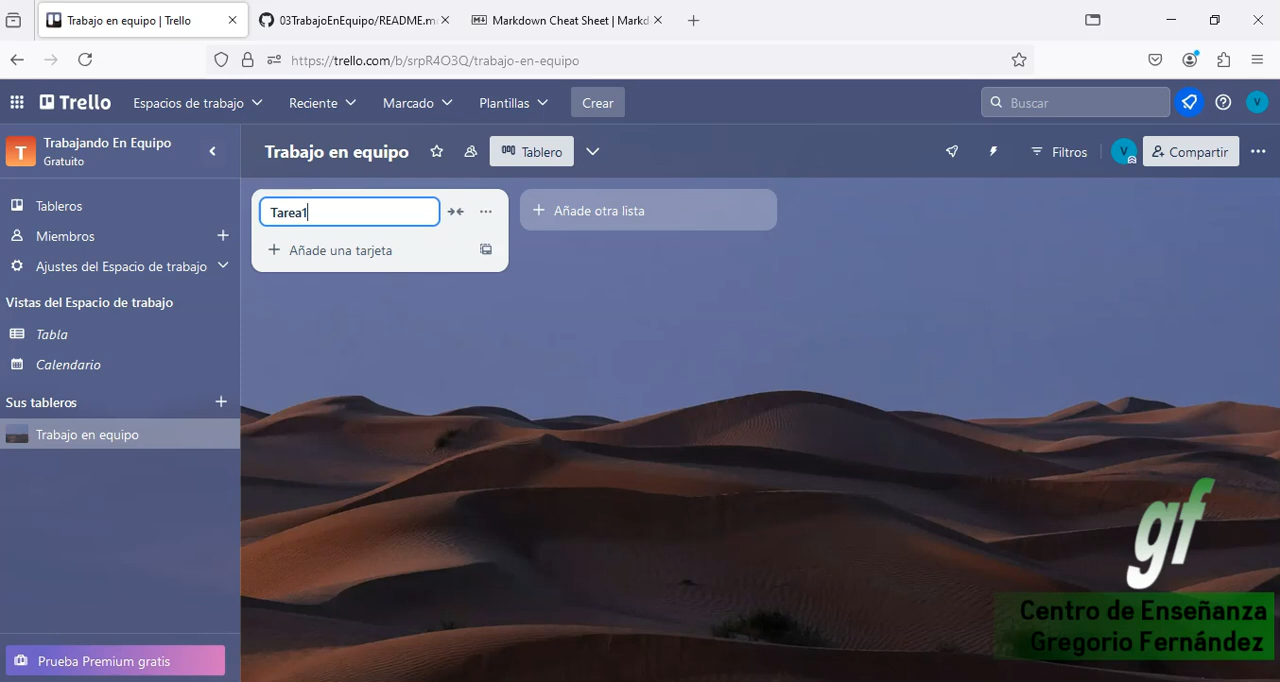 Trabajo en equipo | Trello
03TrabajoEnEquipo/README.m
Markdown Cheat Sheet | Markd
https://trello.com/b/srpR4O3Q/trabajo-en-equipo
Trello
Espacios de trabajo
Reciente
Marcado
Plantillas
Crear
Buscar
V
T
Trabajando En Equipo
Gratuito
Trabajo en equipo
Tablero
Filtros
V
Compartir
Tableros
Miembros
Ajustes del Espacio de trabajo
Vistas del Espacio de trabajo
Tabla
Calendario
Sus tableros
Trabajo en equipo
Prueba Premium gratis
Tarea1
Añade una tarjeta
Añade otra lista
gf
Centro de Enseñanza
Gregorio Fernández